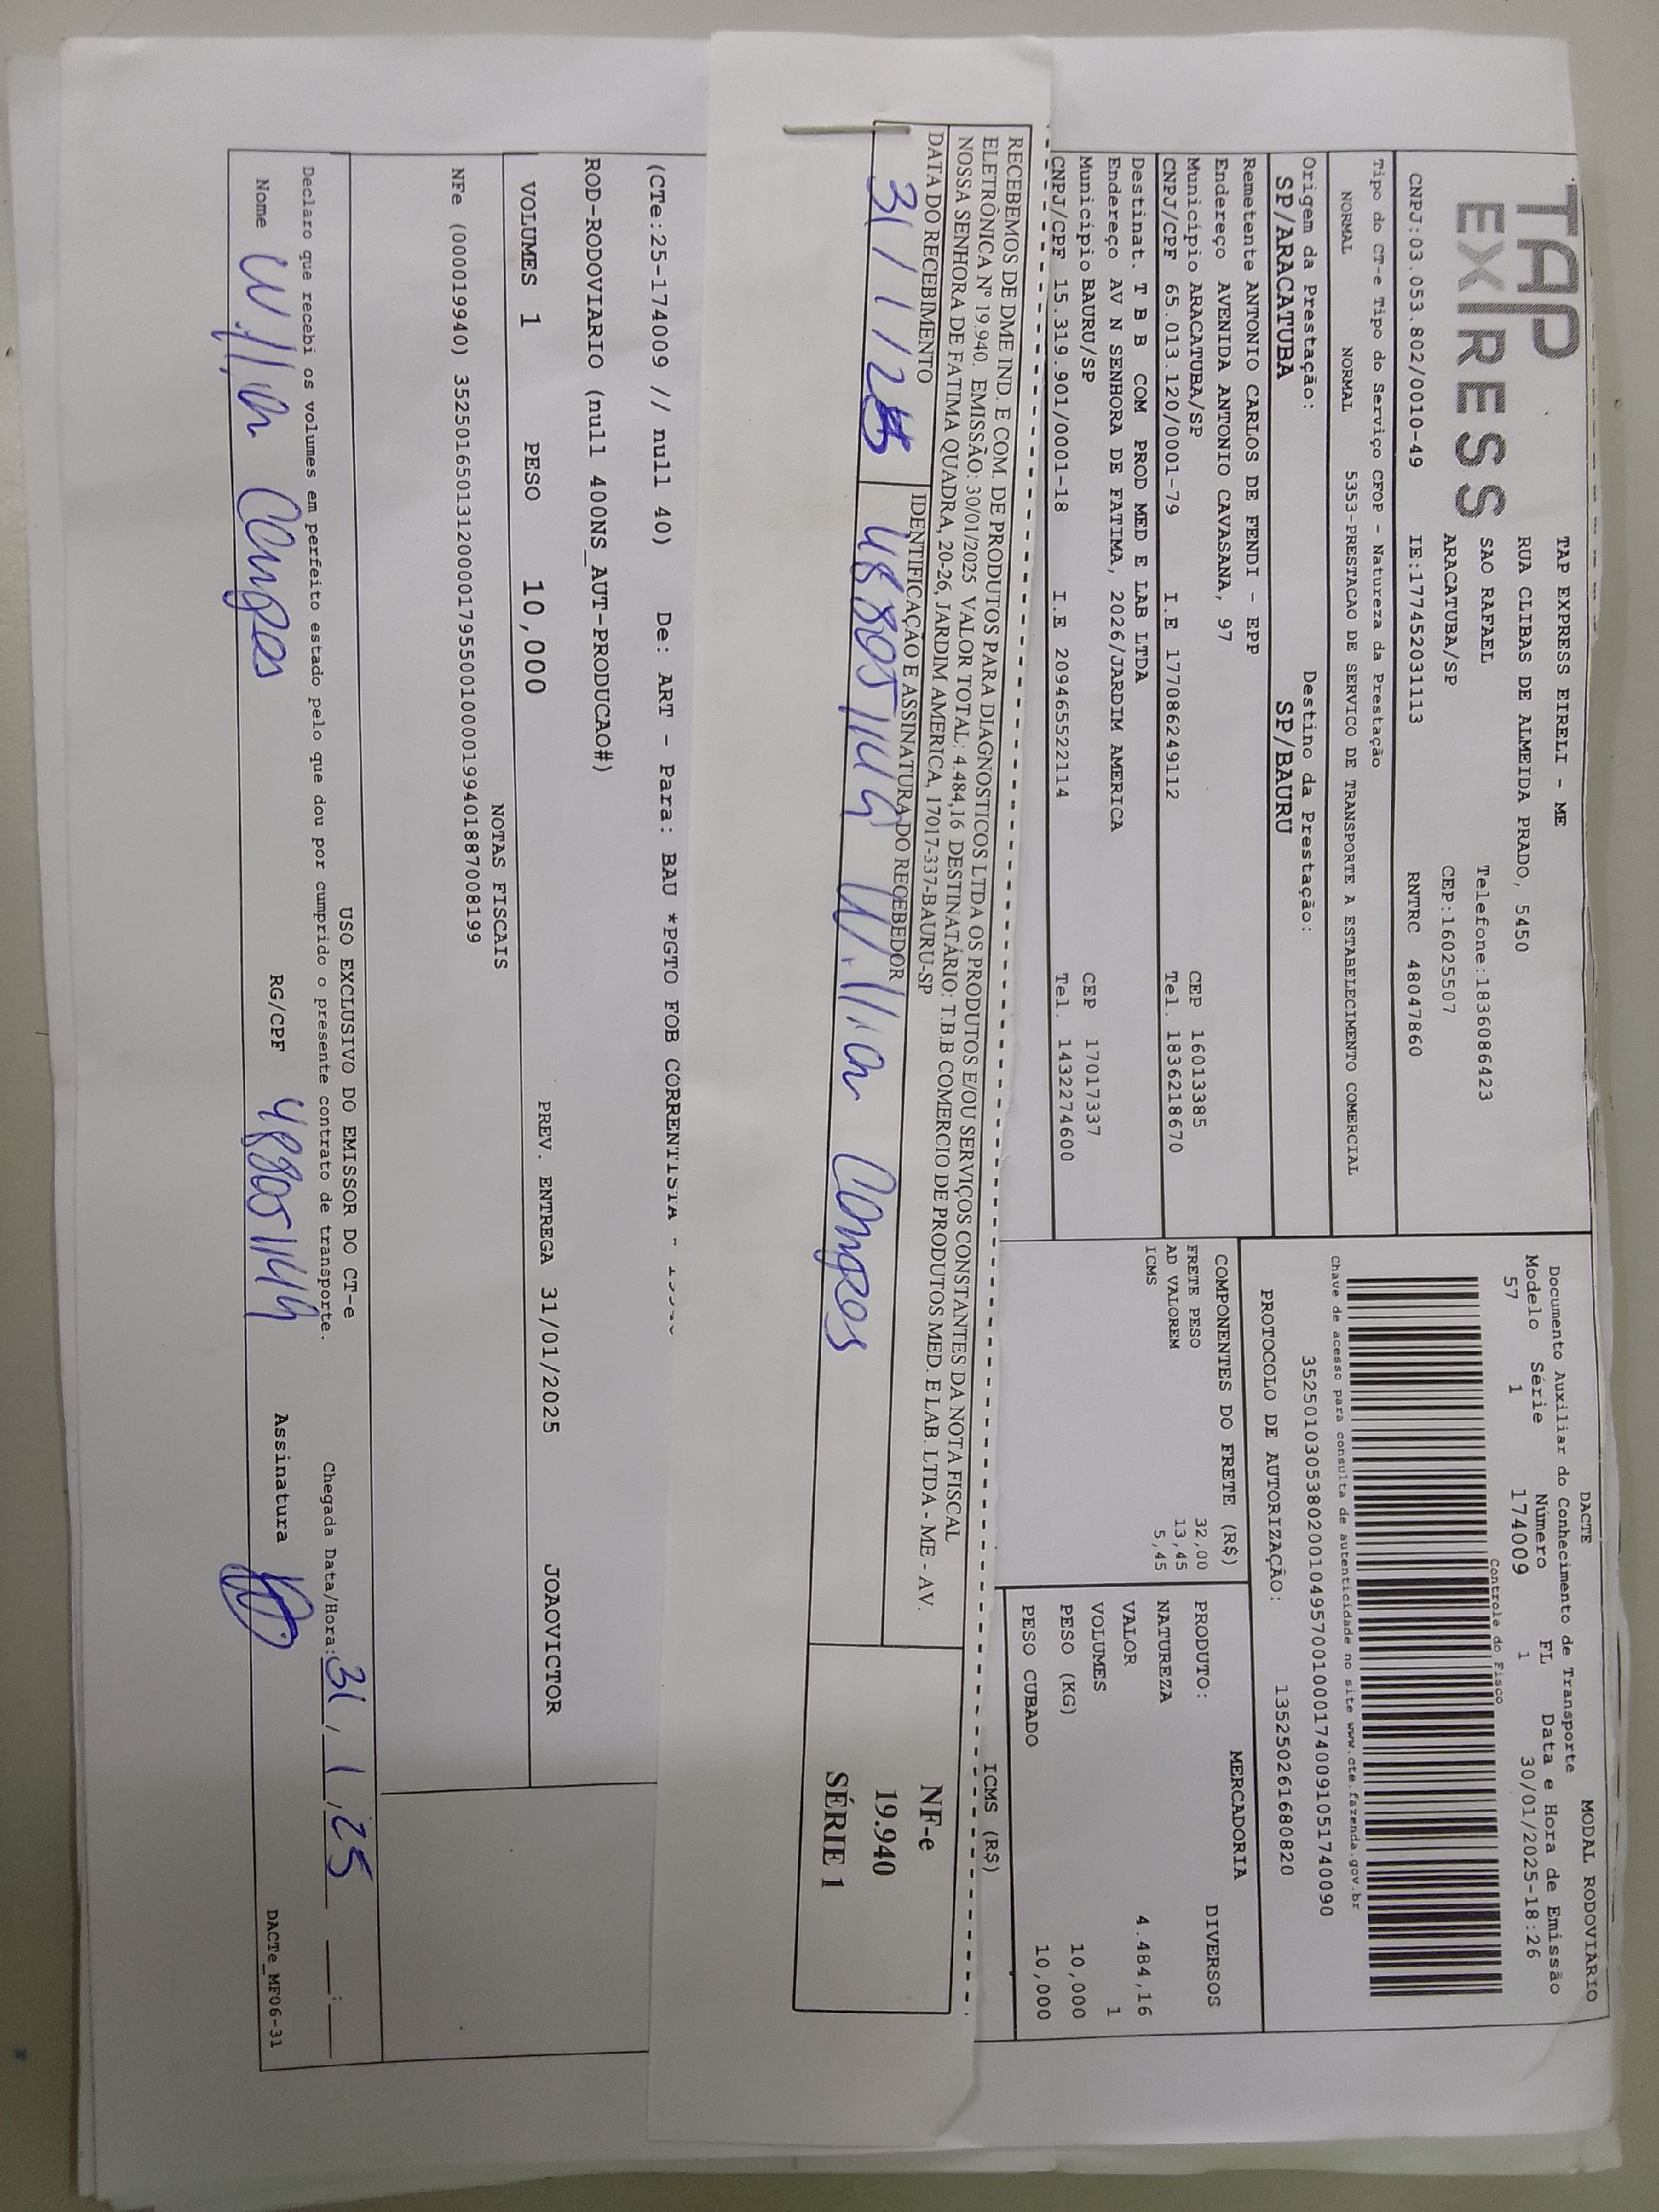 TAP
EXPRESS
TAP EXPRESS EIRELI - ME
RUA CLIBAS DE ALMEIDA PRADO, 5450
SAO RAFAEL Telefone:1836086423
ARACATUBA/SP CEP:16025507
CNPJ:03.053.802/0010-49 IE:177452031113 RNTRC 48047860
DACTE MODAL RODOVIÁRIO
Documento Auxiliar do Conhecimento de Transporte
Modelo Série Número FL Data e Hora de Emissão
57 1 174009 1 30/01/2025-18:26
Controle do Fisco
Chave de acesso para consulta de autenticidade no site www.cte.fazenda.gov.br
35250103053802001049570010001740091051740090
PROTOCOLO DE AUTORIZAÇÃO: 135250261680820
Tipo do CT-e Tipo do Serviço CFOP - Natureza da Prestação
NORMAL NORMAL 5353-PRESTACAO DE SERVICO DE TRANSPORTE A ESTABELECIMENTO COMERCIAL
Origem da Prestação: Destino da Prestação:
SP/ARACATUBA SP/BAURU
Remetente ANTONIO CARLOS DE FENDI - EPP
Endereço AVENIDA ANTONIO CAVASANA, 97
Município ARACATUBA/SP CEP 16013385
CNPJ/CPF 65.013.120/0001-79 I.E 177086249112 Tel. 1836218670
Destinat. T B B COM PROD MED E LAB LTDA
Endereço AV N SENHORA DE FATIMA, 2026/JARDIM AMERICA
Município BAURU/SP CEP 17017337
CNPJ/CPF 15.319.901/0001-18 I.E 209465522114 Tel. 1432274600
COMPONENTES DO FRETE (R$)
FRETE PESO 32,00
AD VALOREM 13,45
ICMS 5,45
MERCADORIA
PRODUTO: DIVERSOS
NATUREZA
VALOR 4.484,16
VOLUMES 1
PESO (KG) 10,000
PESO CUBADO 10,000
ICMS (R$)
RECEBEMOS DE DME IND. E COM. DE PRODUTOS PARA DIAGNOSTICOS LTDA OS PRODUTOS E/OU SERVIÇOS CONSTANTES DA NOTA FISCAL
ELETRÔNICA Nº 19.940. EMISSÃO: 30/01/2025 VALOR TOTAL: 4.484,16 DESTINATÁRIO: T.B.B COMERCIO DE PRODUTOS MED. E LAB. LTDA - ME - AV.
NOSSA SENHORA DE FATIMA QUADRA, 20-26, JARDIM AMERICA, 17017-337-BAURU-SP
DATA DO RECEBIMENTO IDENTIFICAÇÃO E ASSINATURA DO RECEBEDOR
31/1/25 488051144 Willian Canges
NF-e
19.940
SÉRIE 1
(CTe:25-174009 // null 40) De: ART - Para: BAU *PGTO FOB CORRENTISTA -
ROD-RODOVIARIO (null 400NS_AUT-PRODUCAO#)
VOLUMES 1 PESO 10,000 PREV. ENTREGA 31/01/2025 JOAOVICTOR
NOTAS FISCAIS
NFe (000019940) 35250165013120000179550010000199401887008199
USO EXCLUSIVO DO EMISSOR DO CT-e
Declaro que recebi os volumes em perfeito estado pelo que dou por cumprido o presente contrato de transporte. Chegada Data/Hora: 31/1/25 __:__
Nome Willian Canges RG/CPF 488051144 Assinatura
DACTe_MF06-31